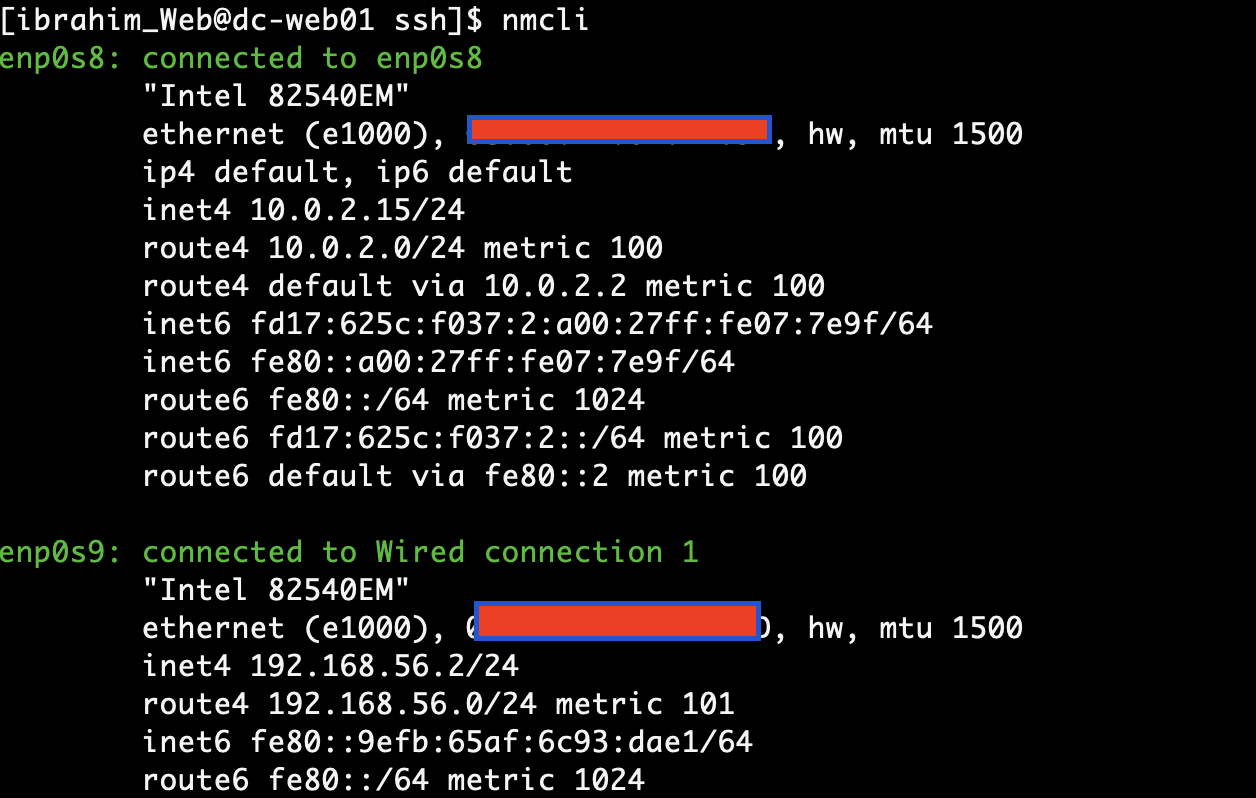 [ibrahim_Web@dc-web01 ssh]$ nmcli
enp0s8: connected to enp0s8
"Intel 82540EM"
ethernet (e1000), , hw, mtu 1500
ip4 default, ip6 default
inet4 10.0.2.15/24
route4 10.0.2.0/24 metric 100
route4 default via 10.0.2.2 metric 100
inet6 fd17:625c:f037:2:a00:27ff:fe07:7e9f/64
inet6 fe80::a00:27ff:fe07:7e9f/64
route6 fe80::/64 metric 1024
route6 fd17:625c:f037:2::/64 metric 100
route6 default via fe80::2 metric 100
enp0s9: connected to Wired connection 1
"Intel 82540EM"
ethernet (e1000), , hw, mtu 1500
inet4 192.168.56.2/24
route4 192.168.56.0/24 metric 101
inet6 fe80::9efb:65af:6c93:dae1/64
route6 fe80::/64 metric 1024